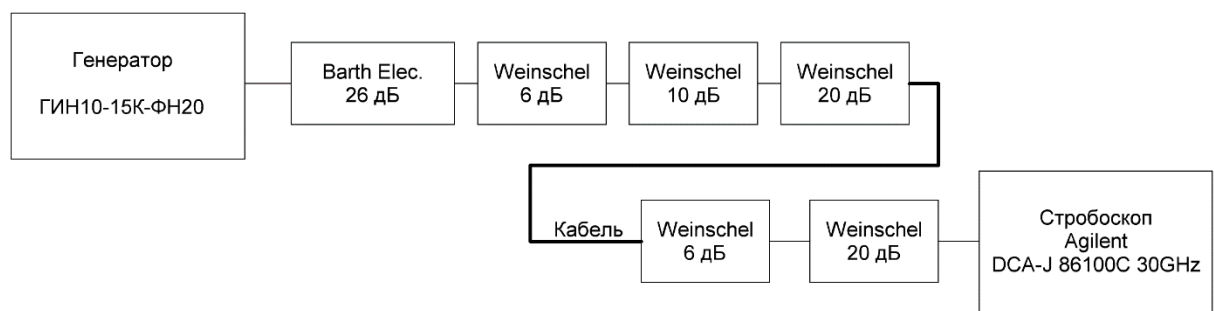 Генератор
ГИН10-15К-ФН20
Barth Elec.
26 дБ
Weinschel
6 дБ
Weinschel
10 дБ
Weinschel
20 дБ
Кабель
Weinschel
6 дБ
Weinschel
20 дБ
Стробоскоп
Agilent
DCA-J 86100C 30GHz